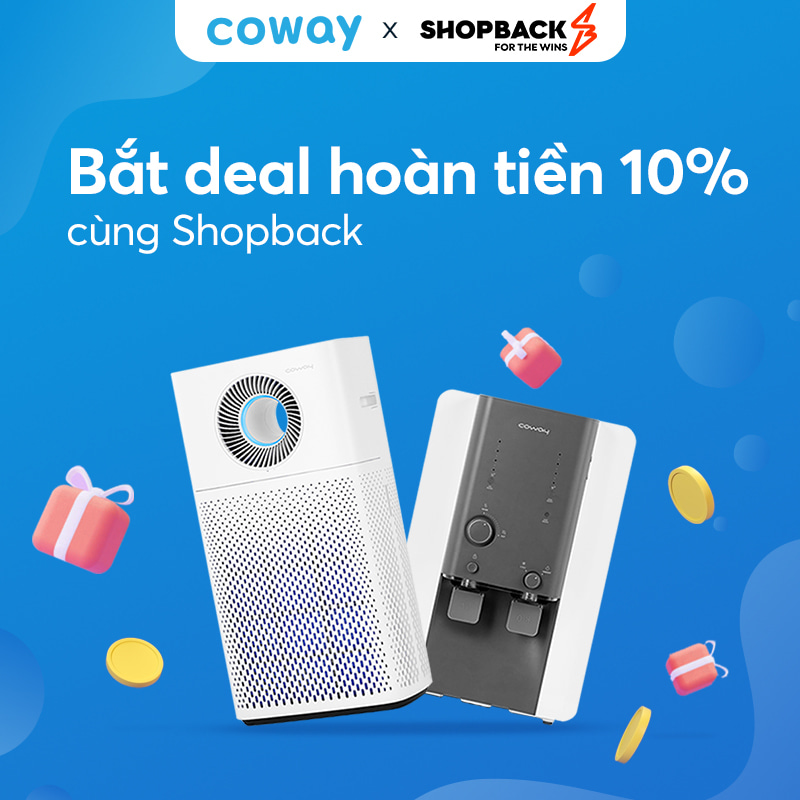 coway x SHOPBACK
FOR THE WINS
Bắt deal hoàn tiền 10%
cùng Shopback
coway
coway